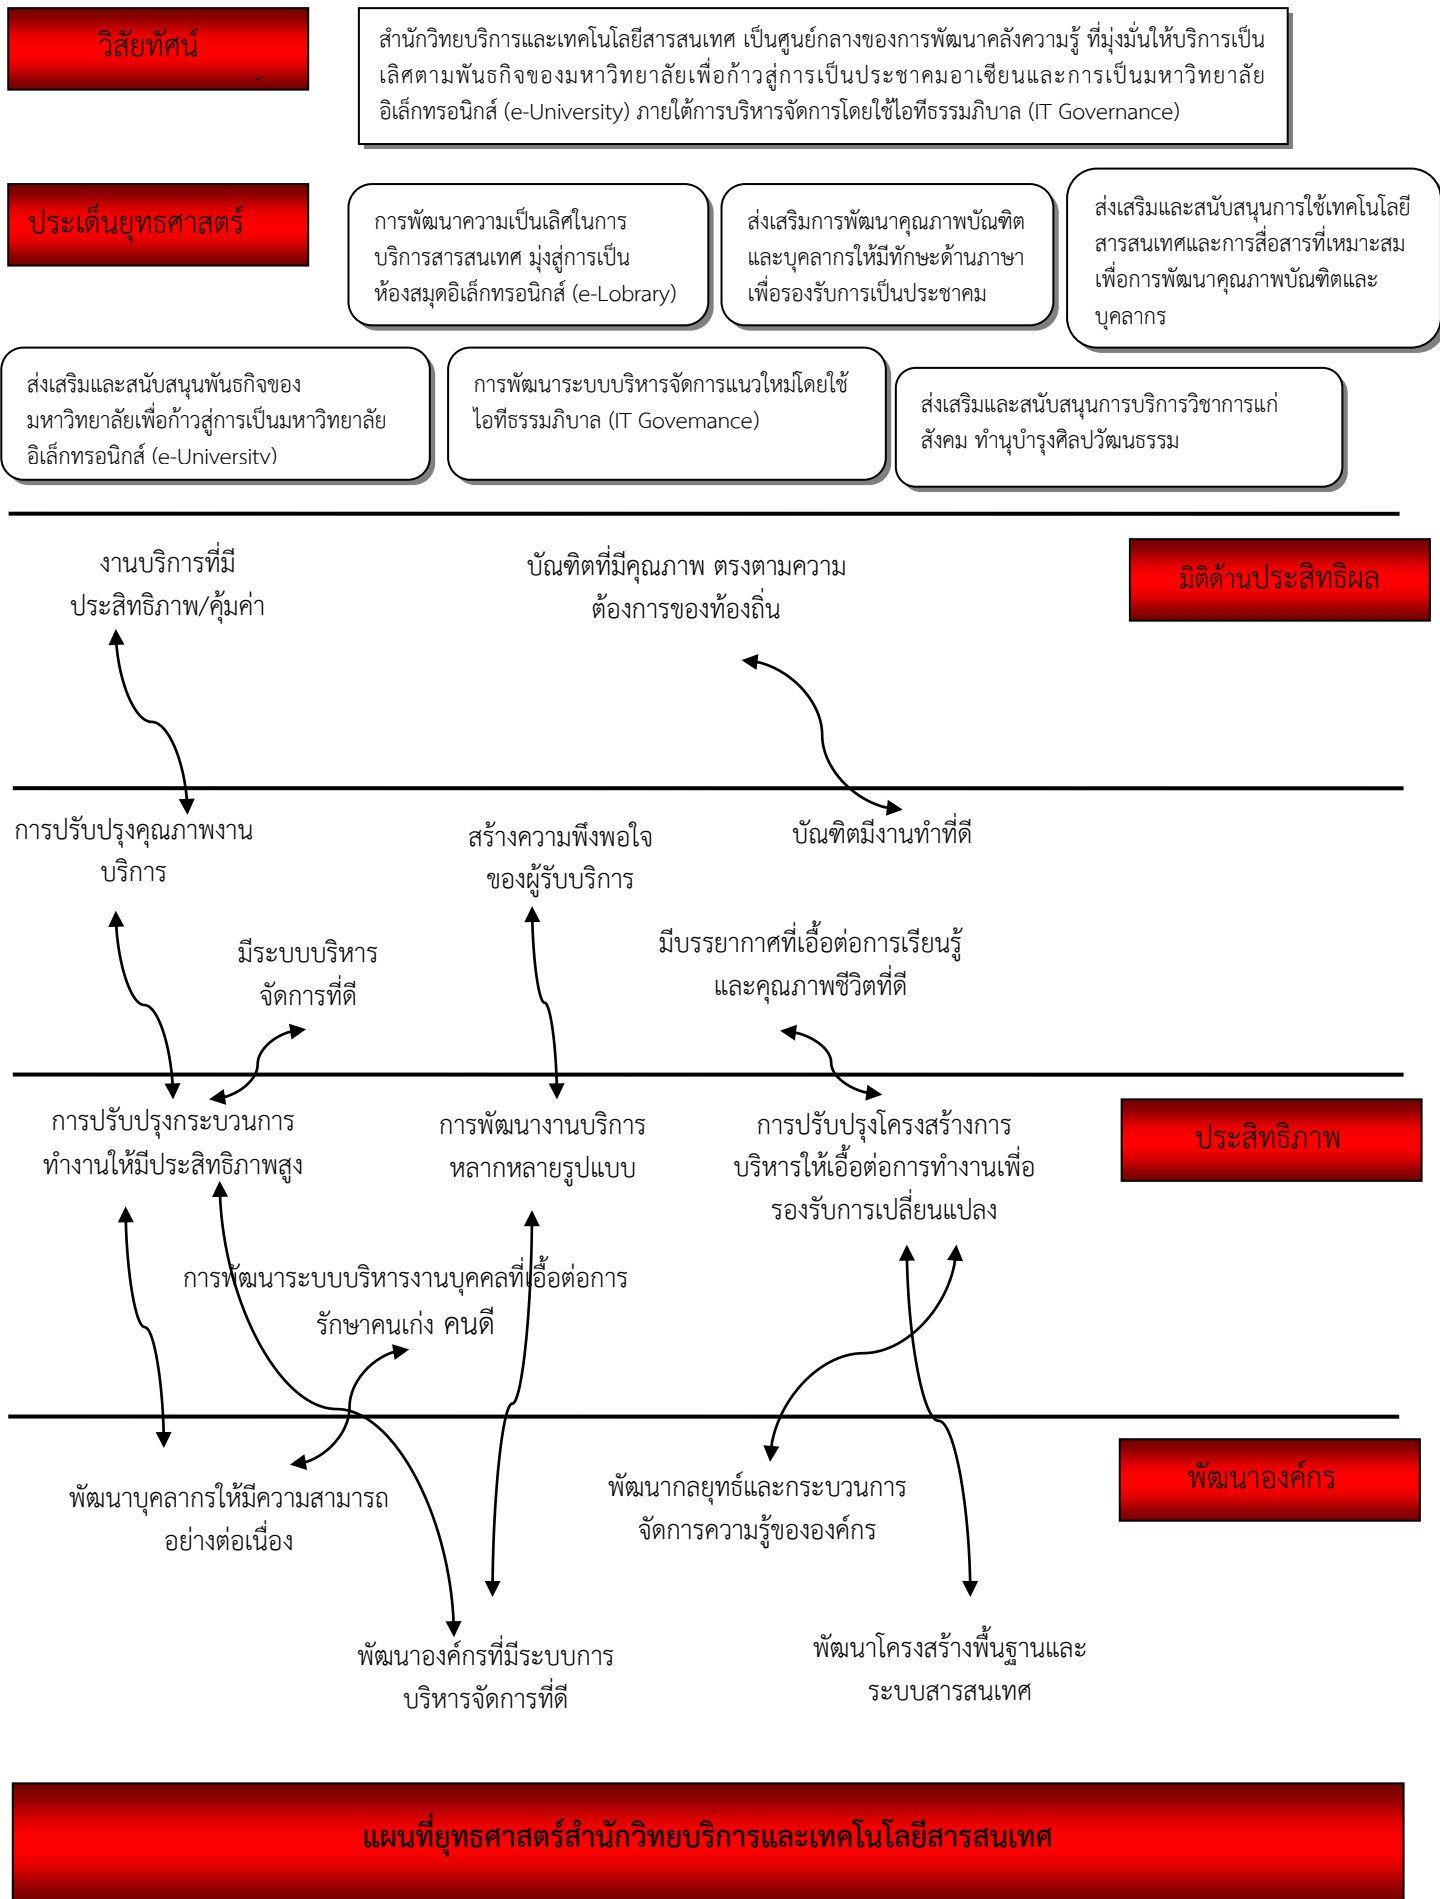 วิสัยทัศน์
สำนักวิทยบริการและเทคโนโลยีสารสนเทศ เป็นศูนย์กลางของการพัฒนาคลังความรู้ ที่มุ่งมั่นให้บริการเป็น
เลิศตามพันธกิจของมหาวิทยาลัยเพื่อก้าวสู่การเป็นประชาคมอาเซียนและการเป็นมหาวิทยาลัย
อิเล็กทรอนิกส์ (e-University) ภายใต้การบริหารจัดการโดยใช้ไอทีธรรมภิบาล (IT Governance)
ประเด็นยุทธศาสตร์
การพัฒนาความเป็นเลิศในการ
บริการสารสนเทศ มุ่งสู่การเป็น
ห้องสมุดอิเล็กทรอนิกส์ (e-Lobrary)
ส่งเสริมการพัฒนาคุณภาพบัณฑิต
และบุคลากรให้มีทักษะด้านภาษา
เพื่อรองรับการเป็นประชาคม
ส่งเสริมและสนับสนุนการใช้เทคโนโลยี
สารสนเทศและการสื่อสารที่เหมาะสม
เพื่อการพัฒนาคุณภาพบัณฑิตและ
บุคลากร
ส่งเสริมและสนับสนุนพันธกิจของ
มหาวิทยาลัยเพื่อก้าวสู่การเป็นมหาวิทยาลัย
อิเล็กทรอนิกส์ (e-University)
การพัฒนาระบบบริหารจัดการแนวใหม่โดยใช้
ไอทีธรรมภิบาล (IT Governance)
ส่งเสริมและสนับสนุนการบริการวิชาการแก่
สังคม ทำนุบำรุงศิลปวัฒนธรรม
งานบริการที่มี
ประสิทธิภาพ/คุ้มค่า
บัณฑิตที่มีคุณภาพ ตรงตามความ
ต้องการของท้องถิ่น
มิติด้านประสิทธิผล
การปรับปรุงคุณภาพงาน
บริการ
สร้างความพึงพอใจ
ของผู้รับบริการ
บัณฑิตมีงานทำที่ดี
มีระบบบริหาร
จัดการที่ดี
มีบรรยากาศที่เอื้อต่อการเรียนรู้
และคุณภาพชีวิตที่ดี
การปรับปรุงกระบวนการ
ทำงานให้มีประสิทธิภาพสูง
การพัฒนางานบริการ
หลากหลายรูปแบบ
การปรับปรุงโครงสร้างการ
บริหารให้เอื้อต่อการทำงานเพื่อ
รองรับการเปลี่ยนแปลง
ประสิทธิภาพ
การพัฒนาระบบบริหารงานบุคคลที่เอื้อต่อการ
รักษาคนเก่ง คนดี
พัฒนาบุคลากรให้มีความสามารถ
อย่างต่อเนื่อง
พัฒนากลยุทธ์และกระบวนการ
จัดการความรู้ขององค์กร
พัฒนาองค์กร
พัฒนาองค์กรที่มีระบบการ
บริหารจัดการที่ดี
พัฒนาโครงสร้างพื้นฐานและ
ระบบสารสนเทศ
แผนที่ยุทธศาสตร์สำนักวิทยบริการและเทคโนโลยีสารสนเทศ